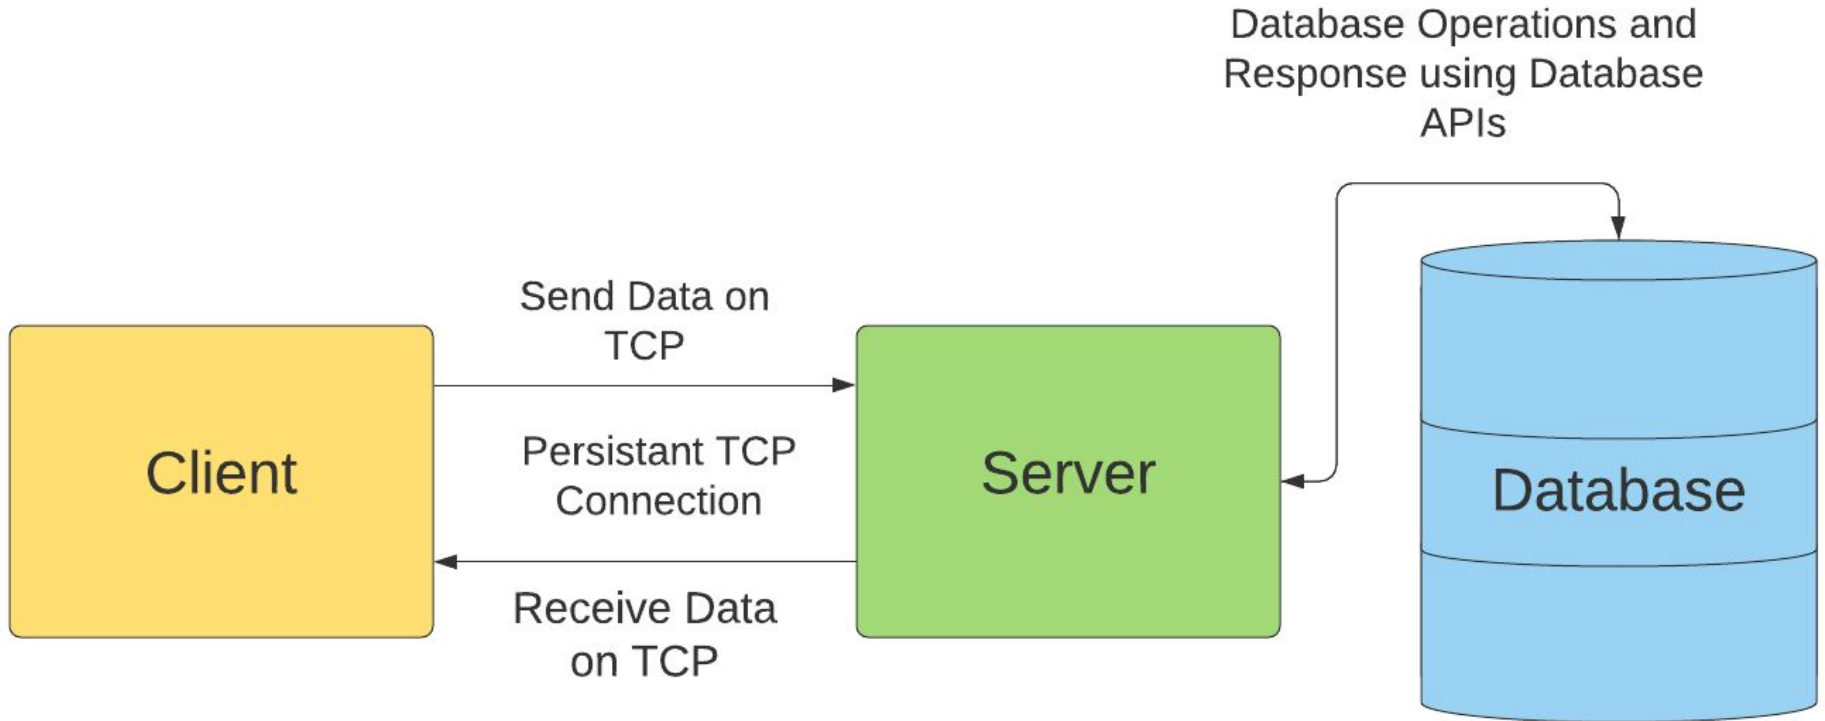 Database Operations and
Response using Database
APIs
Send Data on
TCP
Client
Persistant TCP
Connection
Server
Database
Receive Data
on TCP